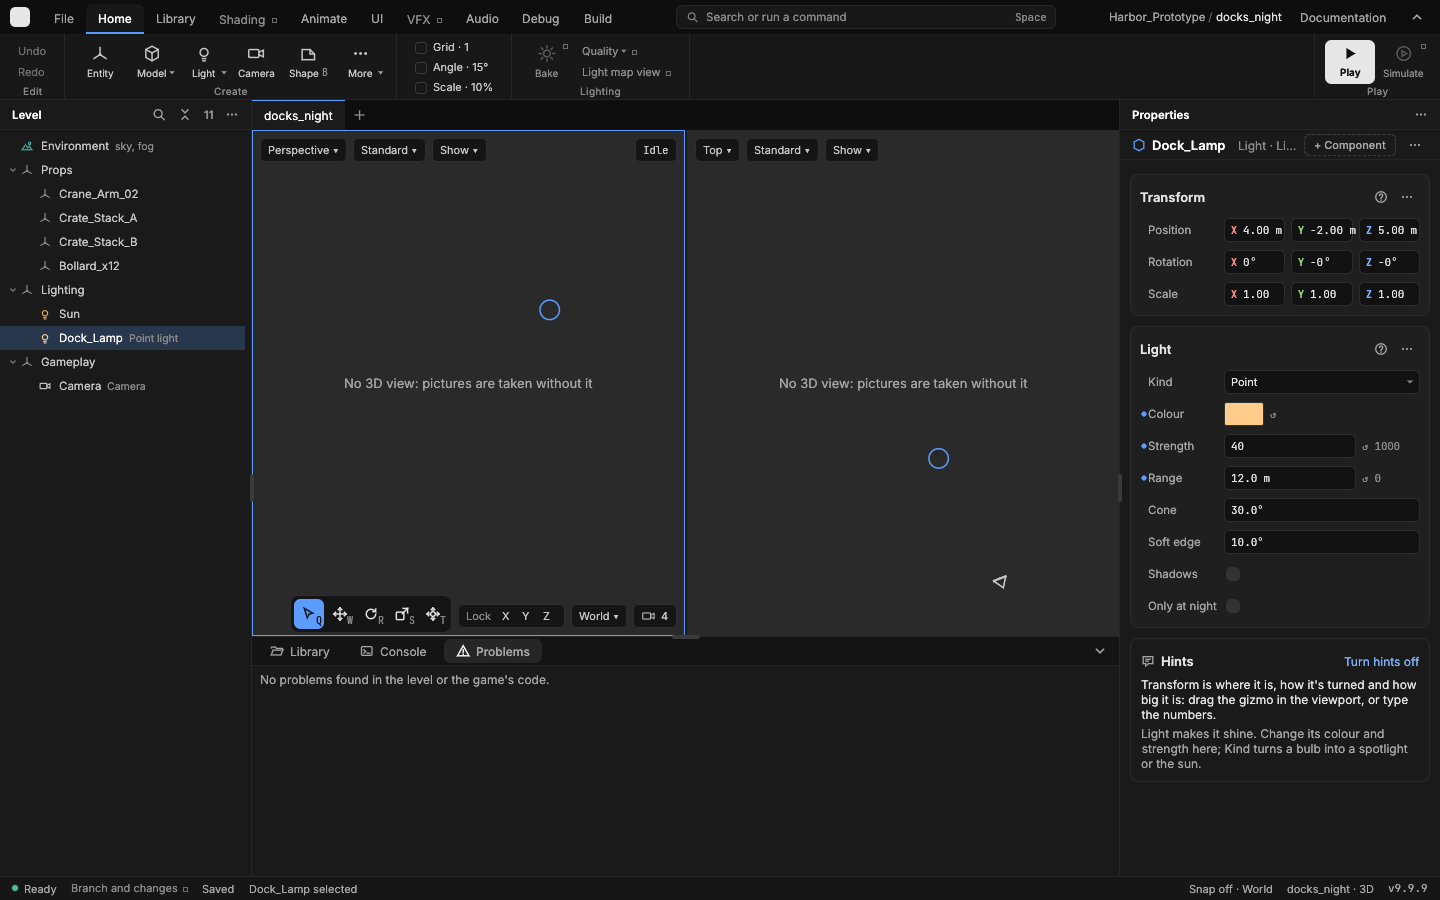 File Home Library Shading Animate UI VFX Audio Debug Build
Search or run a command Space
Harbor_Prototype / docks_night Documentation
Undo
Redo
Edit
Entity Model Light Camera Shape B More
Create
Grid · 1
Angle · 15°
Scale · 10%
Bake
Quality
Light map view
Lighting
Play Simulate
Play
Level 11
Environment sky, fog
Props
Crane_Arm_02
Crate_Stack_A
Crate_Stack_B
Bollard_x12
Lighting
Sun
Dock_Lamp Point light
Gameplay
Camera Camera
docks_night
Perspective Standard Show Idle
No 3D view: pictures are taken without it
Q W R S T
Lock X Y Z World 4
Top Standard Show
No 3D view: pictures are taken without it
Library Console Problems
No problems found in the level or the game's code.
Properties
Dock_Lamp Light · Li... + Component
Transform
Position X 4.00 m Y -2.00 m Z 5.00 m
Rotation X 0° Y -0° Z -0°
Scale X 1.00 Y 1.00 Z 1.00
Light
Kind Point
Colour
Strength 40 1000
Range 12.0 m 0
Cone 30.0°
Soft edge 10.0°
Shadows
Only at night
Hints Turn hints off
Transform is where it is, how it's turned and how
big it is: drag the gizmo in the viewport, or type
the numbers.
Light makes it shine. Change its colour and
strength here; Kind turns a bulb into a spotlight
or the sun.
Ready Branch and changes Saved Dock_Lamp selected
Snap off · World docks_night · 3D v9.9.9